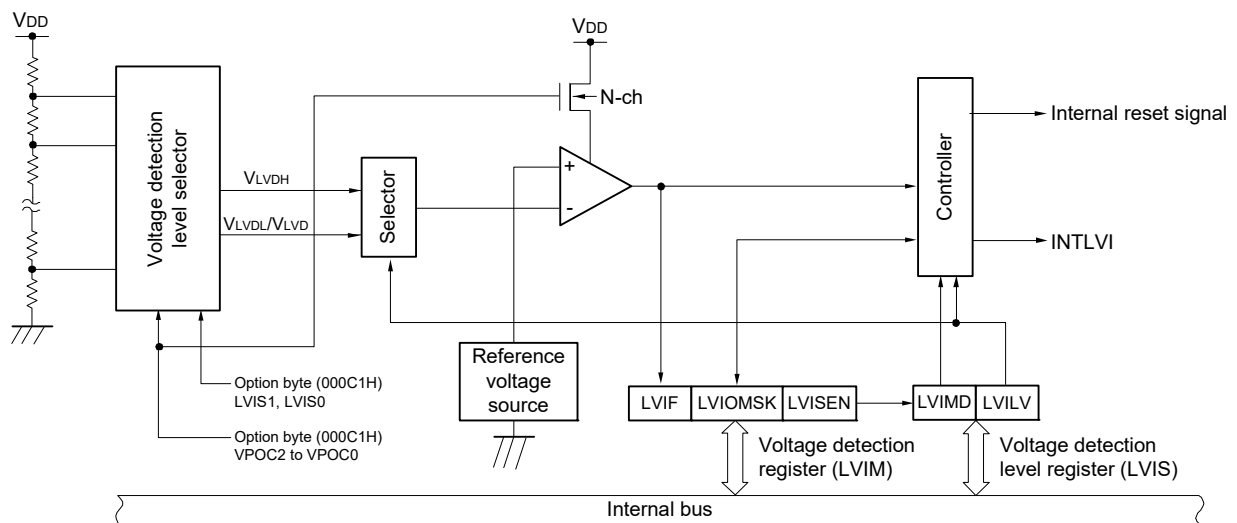 VDD
VDD
N-ch
Voltage detection
level selector
VLVDH
VLVDL/VLVD
Selector
+
-
Controller
Internal reset signal
INTLVI
Reference
voltage
source
Option byte (000C1H)
LVIS1, LVIS0
Option byte (000C1H)
VPOC2 to VPOC0
LVIF
LVIOMSK
LVISEN
LVIMD
LVILV
Voltage detection
register (LVIM)
Voltage detection
level register (LVIS)
Internal bus